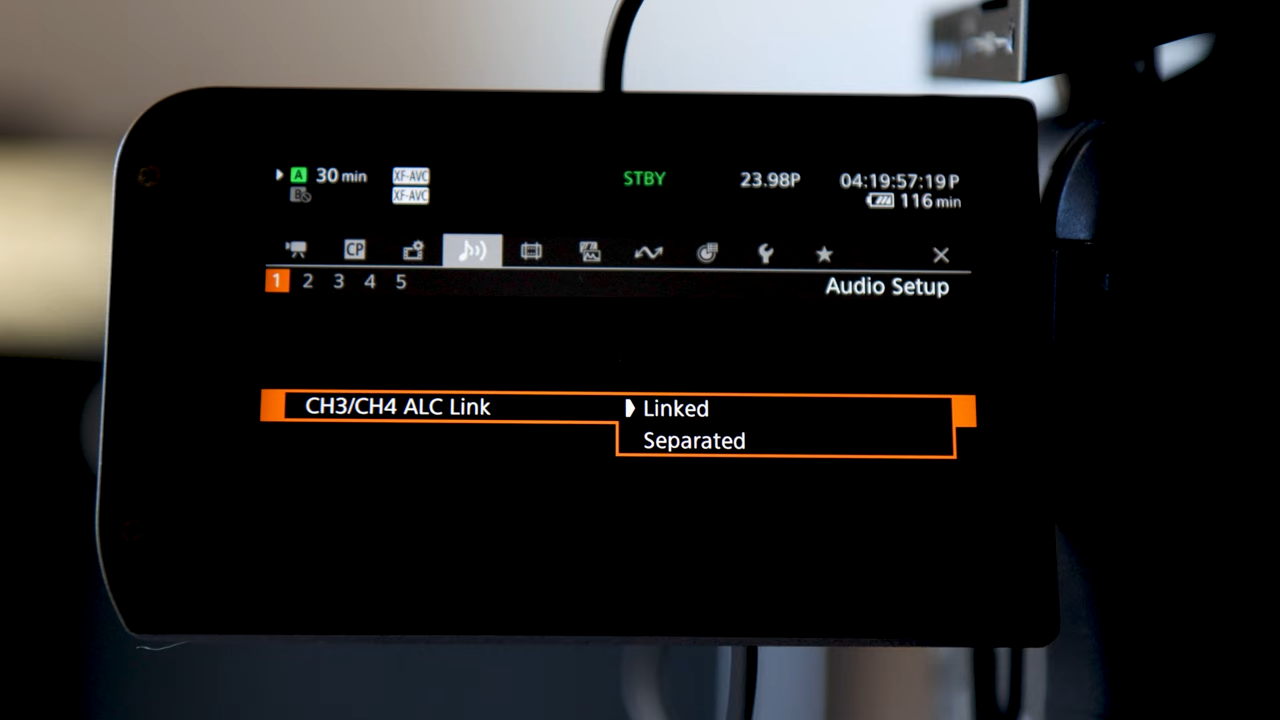 A 30 min XF-AVC STBY 23.98P 04:19:57:19 P
B XF-AVC 116 min
CP
1 2 3 4 5 Audio Setup
CH3/CH4 ALC Link Linked
Separated